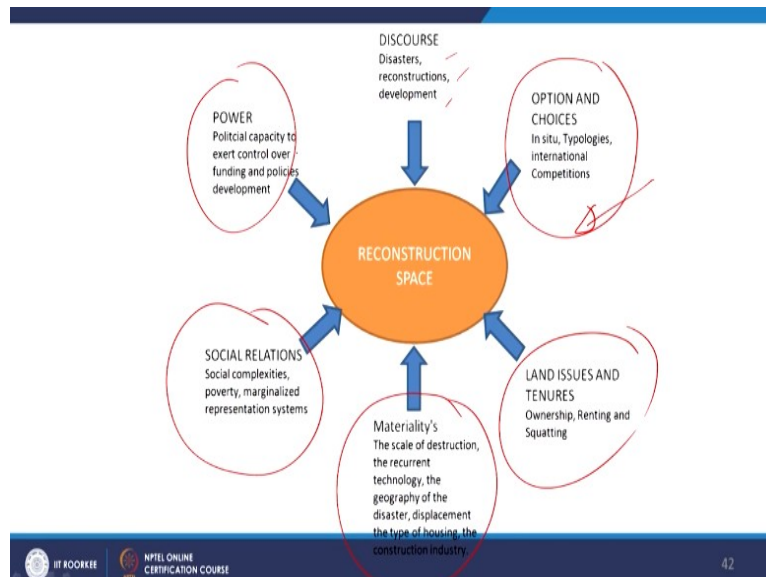 DISCOURSE
Disasters,
reconstructions,
development
POWER
Politcial capacity to
exert control over
funding and policies
development
OPTION AND
CHOICES
In situ, Typologies,
international
Competitions
RECONSTRUCTION
SPACE
SOCIAL RELATIONS
Social complexities,
poverty, marginalized
representation systems
LAND ISSUES AND
TENURES
Ownership, Renting and
Squatting
Materiality's
The scale of destruction,
the recurrent
technology, the
geography of the
disaster, displacement
the type of housing, the
construction industry.
IIT ROORKEE
NPTEL ONLINE
CERTIFICATION COURSE
42